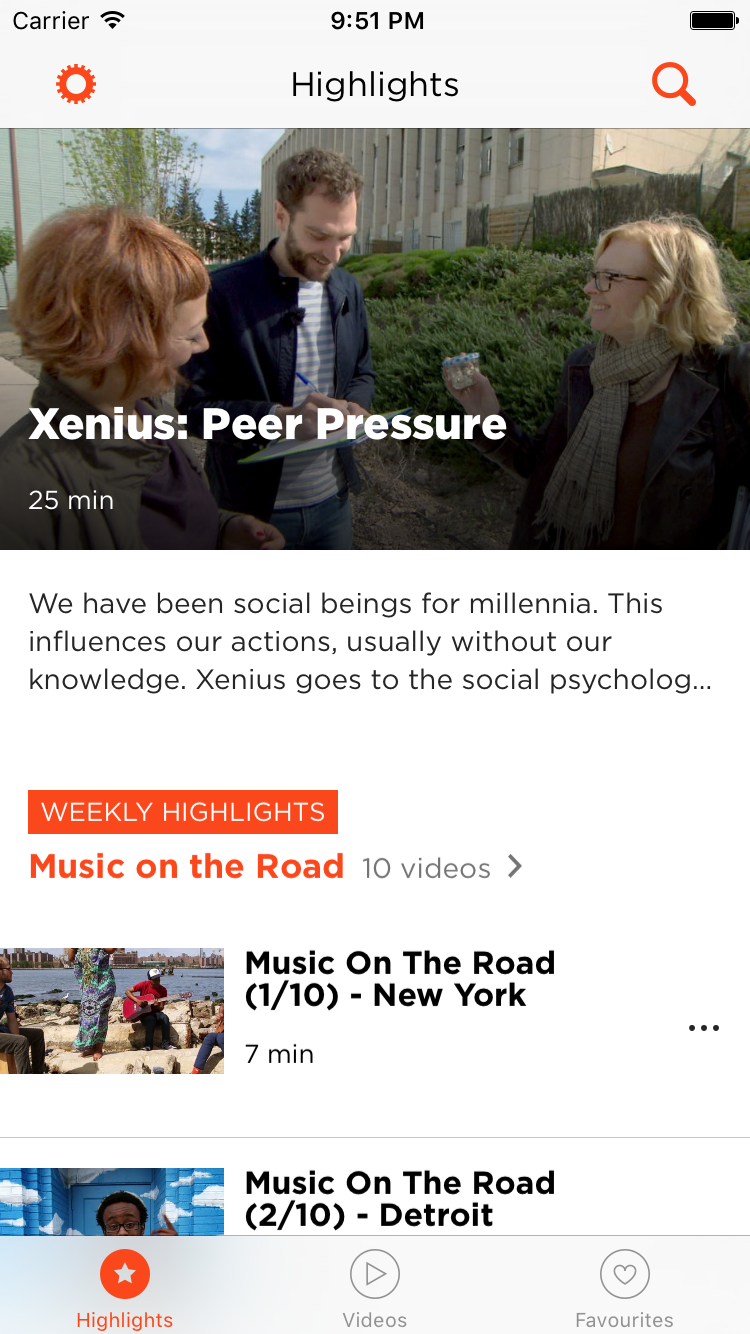 Carrier 9:51 PM
Highlights
Xenius: Peer Pressure
25 min
We have been social beings for millennia. This
influences our actions, usually without our
knowledge. Xenius goes to the social psycholog...
WEEKLY HIGHLIGHTS
Music on the Road 10 videos
Music On The Road
(1/10) - New York
7 min
Music On The Road
(2/10) - Detroit
Highlights Videos Favourites